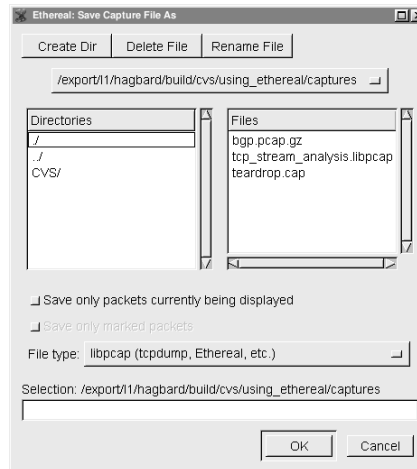 Ethereal: Save Capture File As
Create Dir Delete File Rename File
/export/l1/hagbard/build/cvs/using_ethereal/captures
Directories
./
../
CVS/
Files
bgp.pcap.gz
tcp_stream_analysis.libpcap
teardrop.cap
Save only packets currently being displayed
Save only marked packets
File type: libpcap (tcpdump, Ethereal, etc.)
Selection: /export/l1/hagbard/build/cvs/using_ethereal/captures
OK Cancel